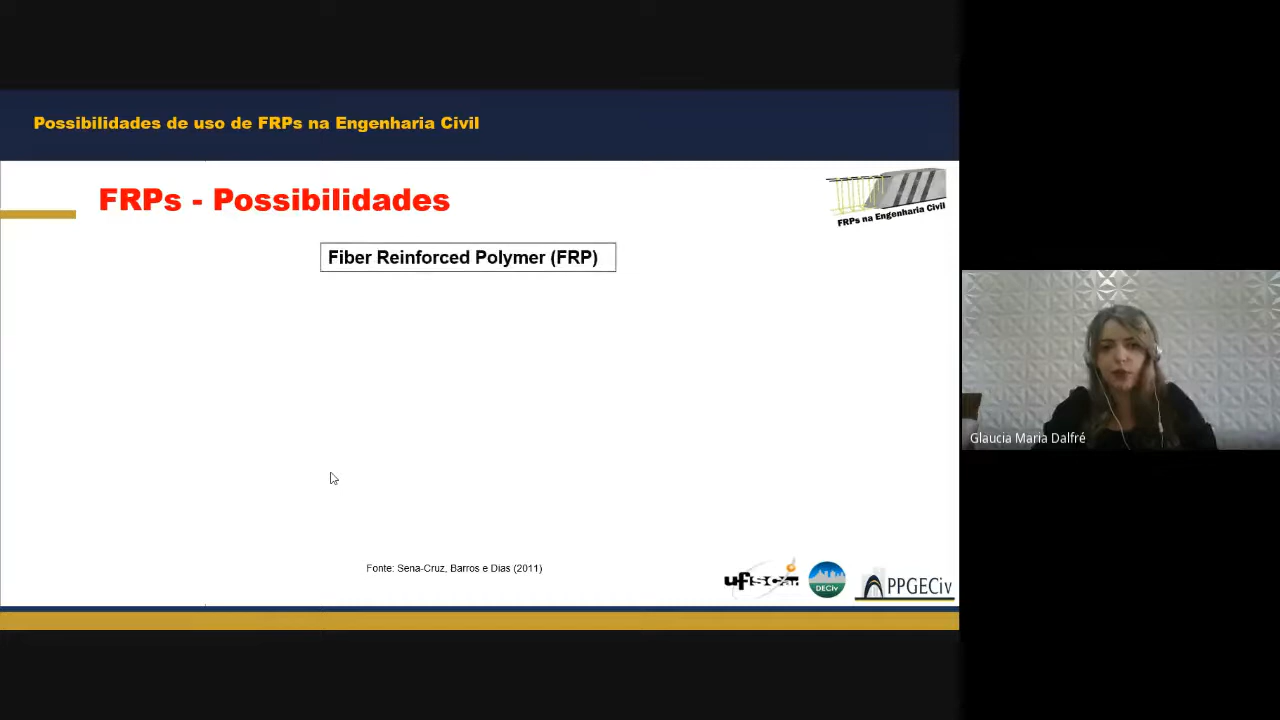 Possibilidades de uso de FRPs na Engenharia Civil
FRPs - Possibilidades
FRPs na Engenharia Civil
Fiber Reinforced Polymer (FRP)
Glaucia Maria Dalfré
Fonte: Sena-Cruz, Barros e Dias (2011)
ufscar
DECiv
PPGECiv